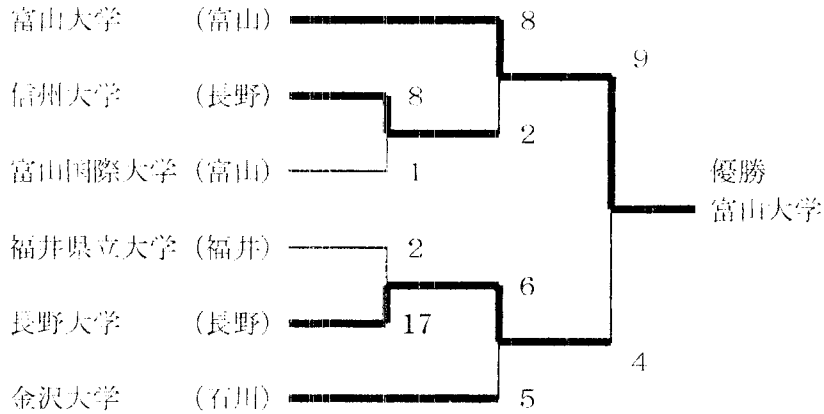 富山大学 (富山) 8
9
信州大学 (長野) 8
2
富山国際大学 (富山) 1
優勝
富山大学
福井県立大学 (福井) 2
6
長野大学 (長野) 17
4
金沢大学 (石川) 5